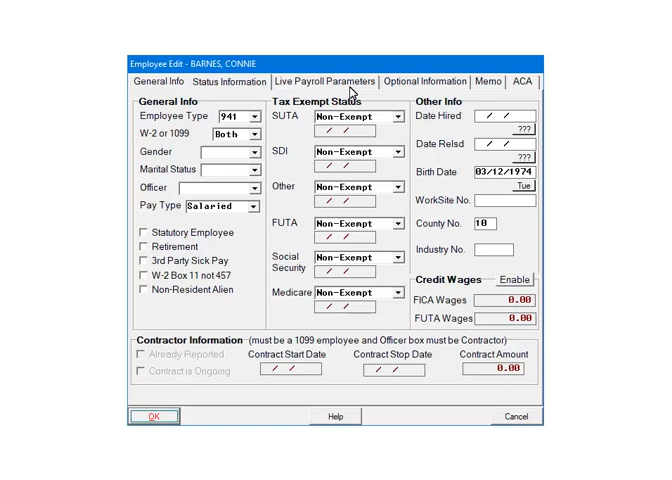 Employee Edit - BARNES, CONNIE
General Info Status Information Live Payroll Parameters Optional Information Memo ACA
General Info
Employee Type 941
W-2 or 1099 Both
Gender
Marital Status
Officer
Pay Type Salaried
Statutory Employee
Retirement
3rd Party Sick Pay
W-2 Box 11 not 457
Non-Resident Alien
Tax Exempt Status
SUTA Non-Exempt
/ /
SDI Non-Exempt
/ /
Other Non-Exempt
/ /
FUTA Non-Exempt
/ /
Social Security Non-Exempt
/ /
Medicare Non-Exempt
/ /
Other Info
Date Hired / /
???
Date Relsd / /
???
Birth Date 03/12/1974
Tue
WorkSite No.
County No. 10
Industry No.
Credit Wages Enable
FICA Wages 0.00
FUTA Wages 0.00
Contractor Information (must be a 1099 employee and Officer box must be Contractor)
Already Reported Contract Start Date Contract Stop Date Contract Amount
Contract is Ongoing / / / / 0.00
OK Help Cancel